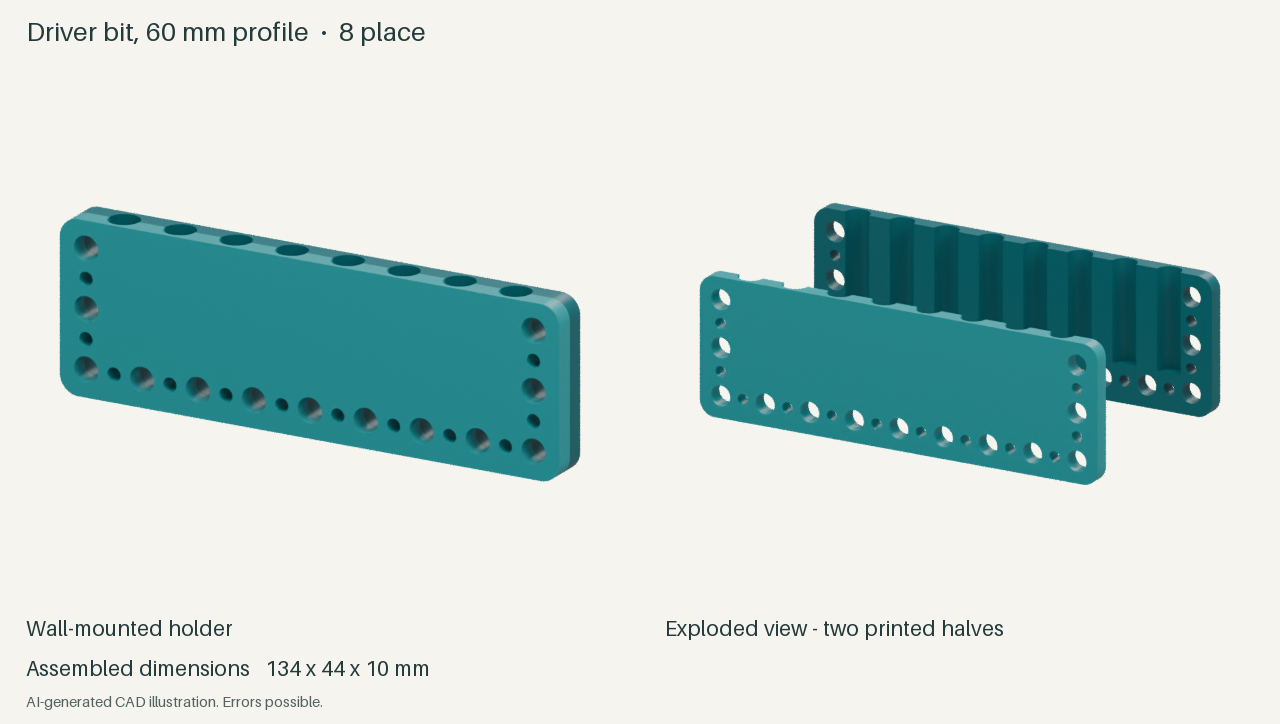 Driver bit, 60 mm profile · 8 place
Wall-mounted holder
Exploded view - two printed halves
Assembled dimensions 134 x 44 x 10 mm
AI-generated CAD illustration. Errors possible.